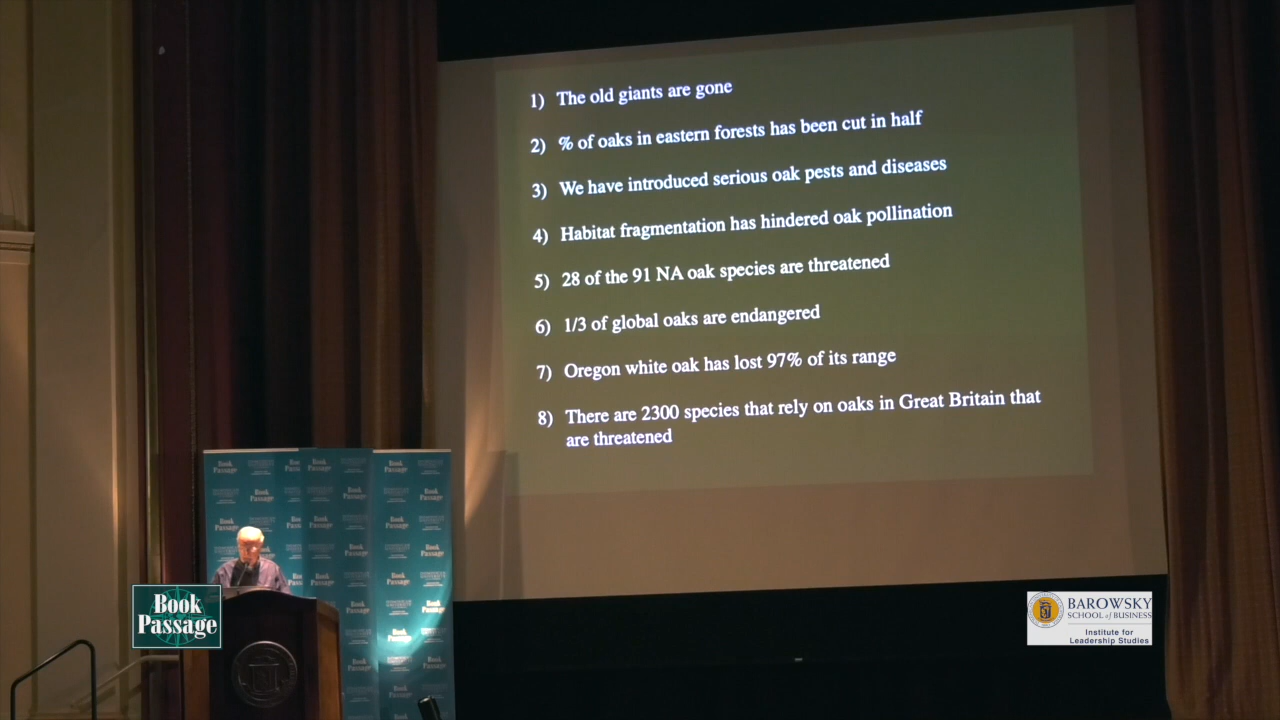 1) The old giants are gone
2) % of oaks in eastern forests has been cut in half
3) We have introduced serious oak pests and diseases
4) Habitat fragmentation has hindered oak pollination
5) 28 of the 91 NA oak species are threatened
6) 1/3 of global oaks are endangered
7) Oregon white oak has lost 97% of its range
8) There are 2300 species that rely on oaks in Great Britain that
are threatened
Book
Passage
Book
Passage
BAROWSKY
SCHOOL of BUSINESS
Institute for
Leadership Studies